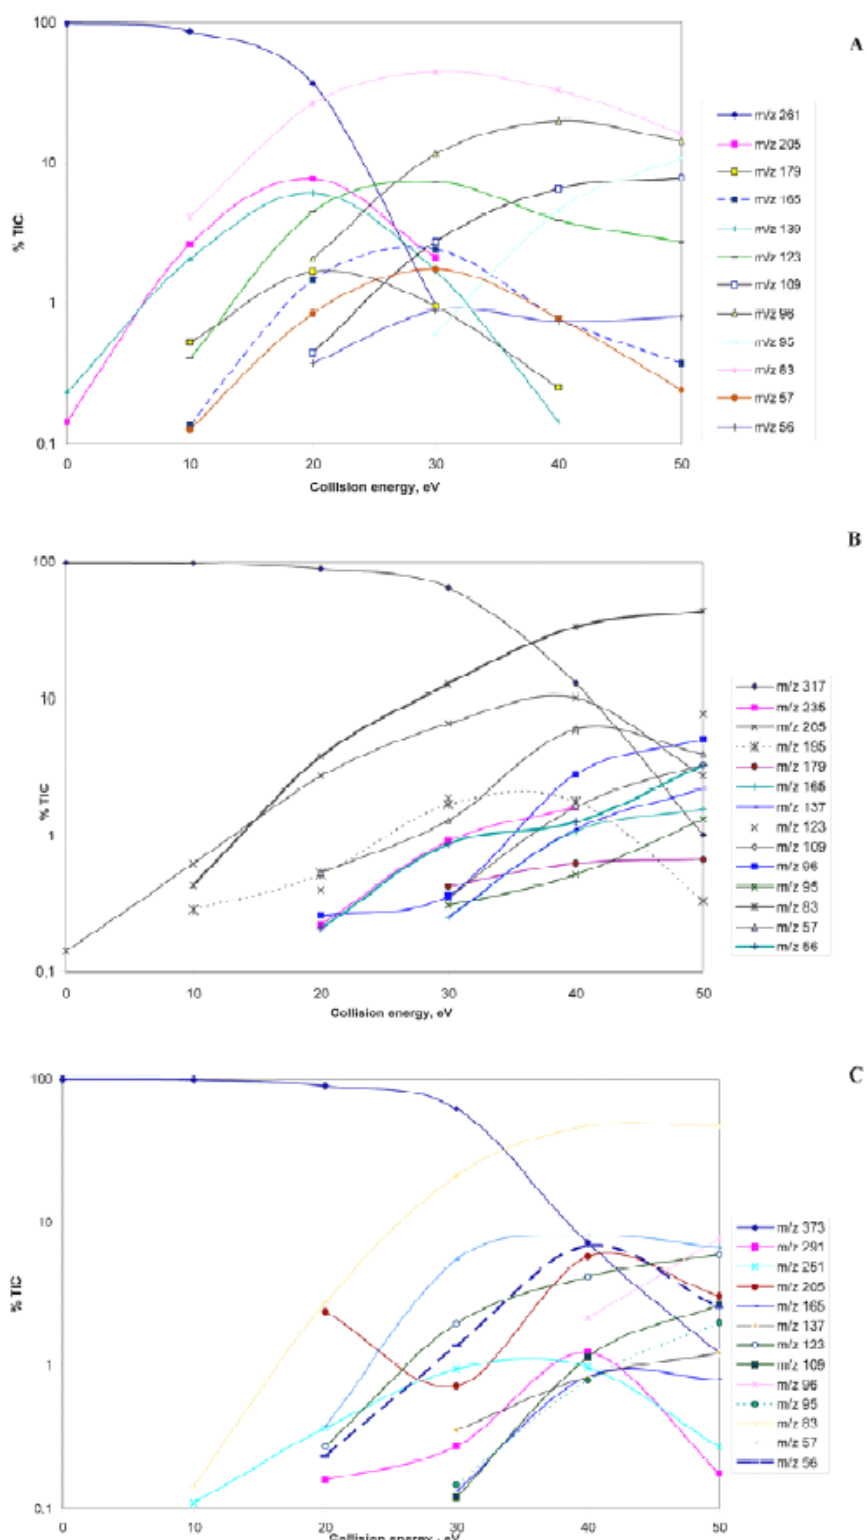 A
100
10
1
0,1
% TIC
0
10
20
30
40
50
Collision energy, eV
m/z 261
m/z 205
m/z 179
m/z 165
m/z 139
m/z 123
m/z 109
m/z 96
m/z 95
m/z 83
m/z 57
m/z 56
B
100
10
1
0,1
% TIC
0
10
20
30
40
50
Collision energy, eV
m/z 317
m/z 235
m/z 205
m/z 195
m/z 179
m/z 165
m/z 137
m/z 123
m/z 109
m/z 96
m/z 95
m/z 83
m/z 57
m/z 56
C
100
10
1
0,1
% TIC
0
10
20
30
40
50
Collision energy, eV
m/z 373
m/z 291
m/z 251
m/z 205
m/z 165
m/z 137
m/z 123
m/z 109
m/z 96
m/z 95
m/z 83
m/z 57
m/z 56